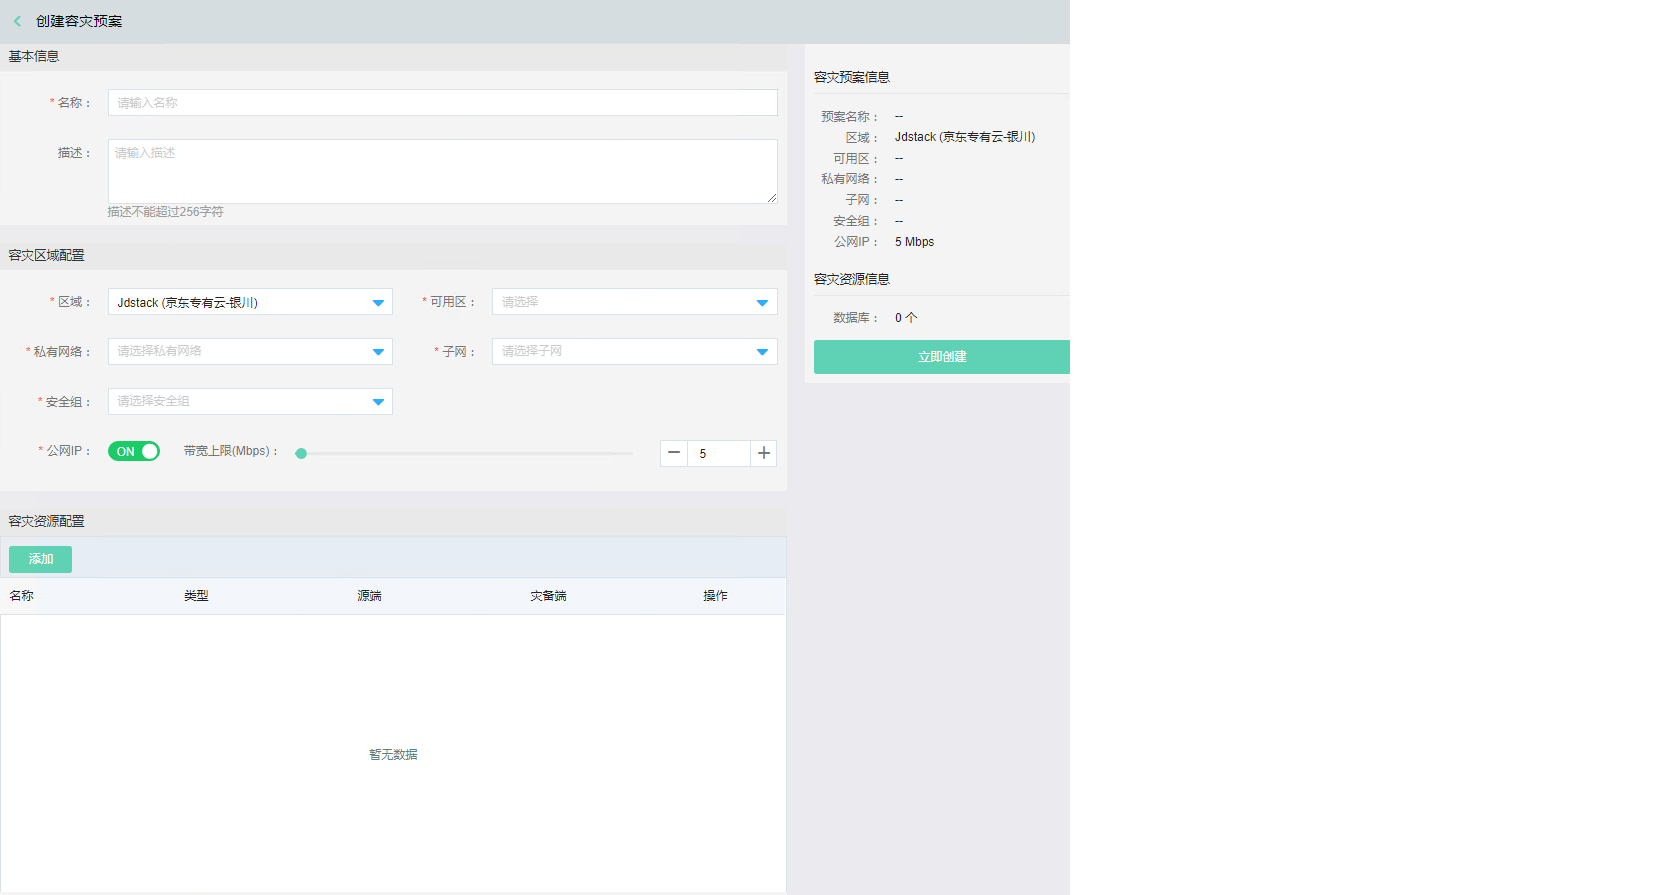 创建容灾预案
基本信息
* 名称：
请输入名称
描述：
请输入描述
描述不能超过256字符
容灾区域配置
* 区域： Jdstack (京东专有云-银川) * 可用区： 请选择
* 私有网络： 请选择私有网络 * 子网： 请选择子网
* 安全组： 请选择安全组
* 公网IP： ON 带宽上限(Mbps)： 5
容灾资源配置
添加
名称 类型 源端 灾备端 操作
暂无数据
容灾预案信息
预案名称： --
区域： Jdstack (京东专有云-银川)
可用区： --
私有网络： --
子网： --
安全组： --
公网IP： 5 Mbps
容灾资源信息
数据库： 0 个
立即创建